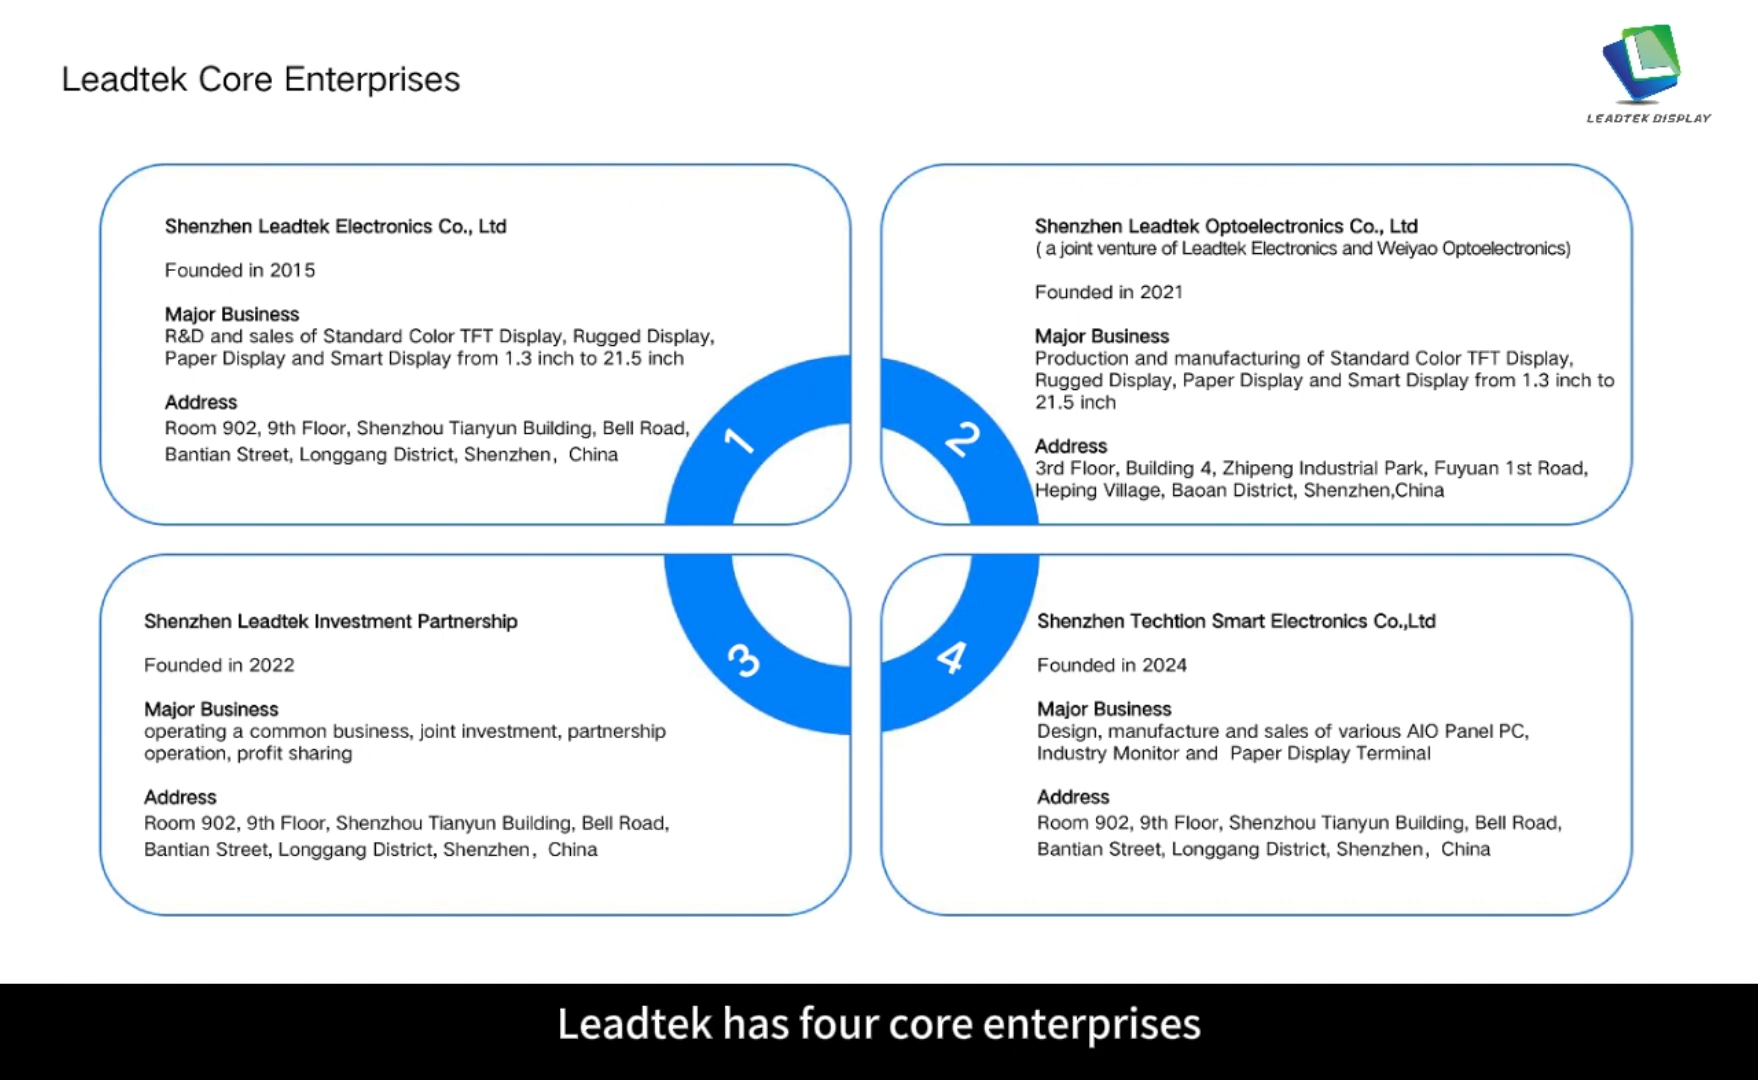 Leadtek Core Enterprises
LEADTEK DISPLAY
Shenzhen Leadtek Electronics Co., Ltd
Founded in 2015
Major Business
R&D and sales of Standard Color TFT Display, Rugged Display,
Paper Display and Smart Display from 1.3 inch to 21.5 inch
Address
Room 902, 9th Floor, Shenzhou Tianyun Building, Bell Road,
Bantian Street, Longgang District, Shenzhen, China
1
Shenzhen Leadtek Optoelectronics Co., Ltd
( a joint venture of Leadtek Electronics and Weiyao Optoelectronics)
Founded in 2021
Major Business
Production and manufacturing of Standard Color TFT Display,
Rugged Display, Paper Display and Smart Display from 1.3 inch to
21.5 inch
Address
3rd Floor, Building 4, Zhipeng Industrial Park, Fuyuan 1st Road,
Heping Village, Baoan District, Shenzhen,China
2
Shenzhen Leadtek Investment Partnership
Founded in 2022
Major Business
operating a common business, joint investment, partnership
operation, profit sharing
Address
Room 902, 9th Floor, Shenzhou Tianyun Building, Bell Road,
Bantian Street, Longgang District, Shenzhen, China
3
Shenzhen Techtion Smart Electronics Co.,Ltd
Founded in 2024
Major Business
Design, manufacture and sales of various AIO Panel PC,
Industry Monitor and  Paper Display Terminal
Address
Room 902, 9th Floor, Shenzhou Tianyun Building, Bell Road,
Bantian Street, Longgang District, Shenzhen, China
4
Leadtek has four core enterprises